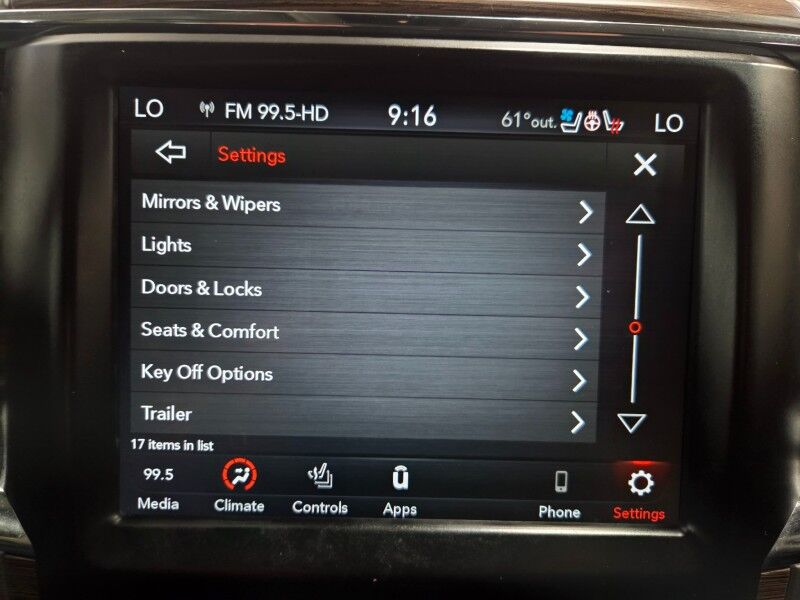 LO FM 99.5-HD 9:16 61°out. LO
Settings
Mirrors & Wipers
Lights
Doors & Locks
Seats & Comfort
Key Off Options
Trailer
17 items in list
99.5
Media Climate Controls Apps Phone Settings